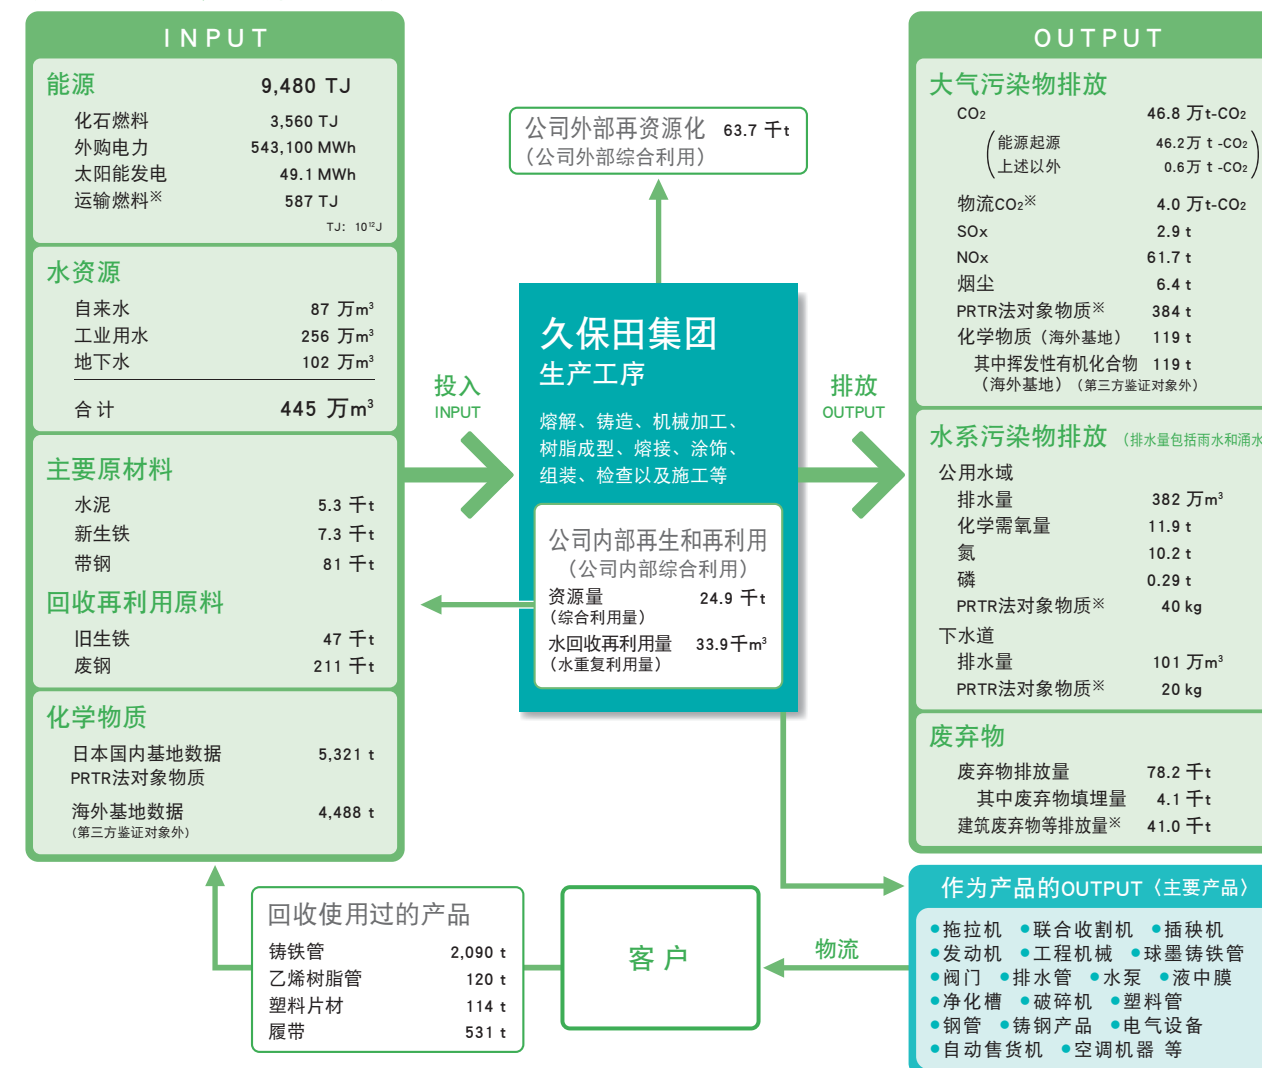 INPUT
能源 9,480 TJ
化石燃料 3,560 TJ
外购电力 543,100 MWh
太阳能发电 49.1 MWh
运输燃料※ 587 TJ
TJ：10¹²J
水资源
自来水 87 万m³
工业用水 256 万m³
地下水 102 万m³
合计 445 万m³
主要原材料
水泥 5.3 千t
新生铁 7.3 千t
带钢 81 千t
回收再利用原料
旧生铁 47 千t
废钢 211 千t
化学物质
日本国内基地数据 5,321 t
PRTR法对象物质
海外基地数据 4,488 t
（第三方鉴证对象外）
投入
INPUT
公司外部再资源化 63.7 千t
（公司外部综合利用）
久保田集团
生产工序
熔解、铸造、机械加工、
树脂成型、熔接、涂饰、
组装、检查以及施工等
公司内部再生和再利用
（公司内部综合利用）
资源量 24.9 千t
（综合利用量）
水回收再利用量 33.9千m³
（水重复利用量）
排放
OUTPUT
OUTPUT
大气污染物排放
CO₂ 46.8 万t-CO₂
能源起源 46.2万 t -CO₂
上述以外 0.6万 t -CO₂
物流CO₂※ 4.0 万t-CO₂
SOx 2.9 t
NOx 61.7 t
烟尘 6.4 t
PRTR法对象物质※ 384 t
化学物质（海外基地） 119 t
其中挥发性有机化合物 119 t
（海外基地）（第三方鉴证对象外）
水系污染物排放 （排水量包括雨水和涌水
公用水域
排水量 382 万m³
化学需氧量 11.9 t
氮 10.2 t
磷 0.29 t
PRTR法对象物质※ 40 kg
下水道
排水量 101 万m³
PRTR法对象物质※ 20 kg
废弃物
废弃物排放量 78.2 千t
其中废弃物填埋量 4.1 千t
建筑废弃物等排放量※ 41.0 千t
作为产品的OUTPUT〈主要产品〉
●拖拉机 ●联合收割机 ●插秧机
●发动机 ●工程机械 ●球墨铸铁管
●阀门 ●排水管 ●水泵 ●液中膜
●净化槽 ●破碎机 ●塑料管
●钢管 ●铸钢产品 ●电气设备
●自动售货机 ●空调机器 等
物流
客户
回收使用过的产品
铸铁管 2,090 t
乙烯树脂管 120 t
塑料片材 114 t
履带 531 t